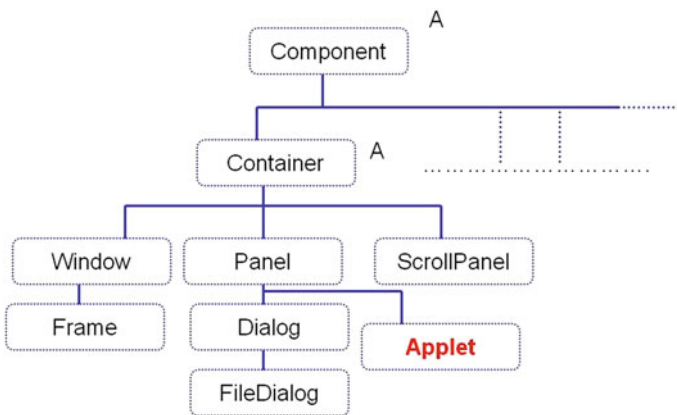 A
Component
Container
A
Window
Panel
ScrollPanel
Frame
Dialog
Applet
FileDialog